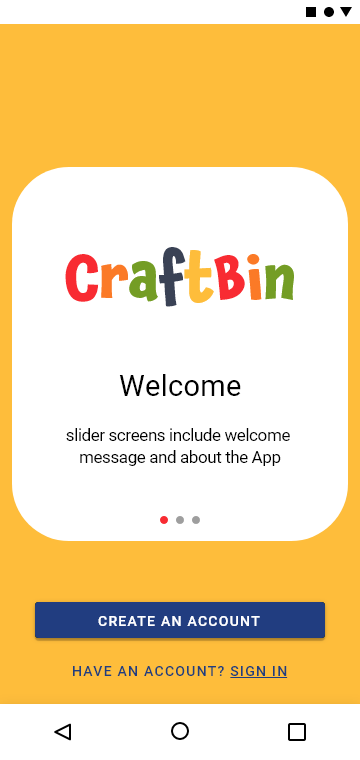 CraftBin
Welcome
slider screens include welcome
message and about the App
CREATE AN ACCOUNT
HAVE AN ACCOUNT? SIGN IN